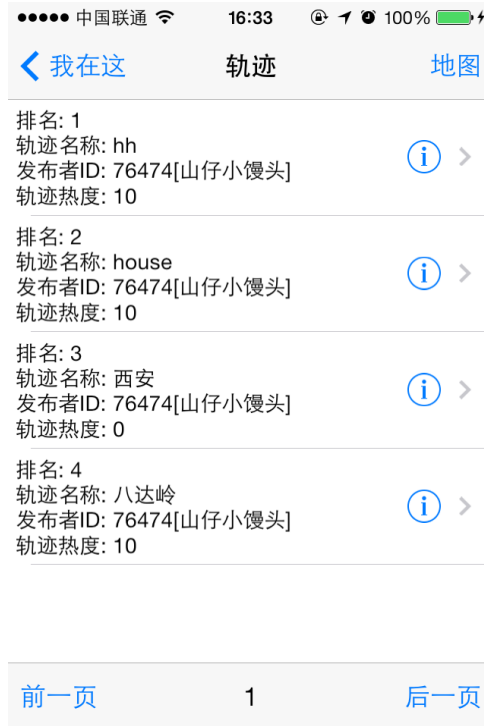 中国联通 16:33 100%
我在这 轨迹 地图
排名: 1
轨迹名称: hh
发布者ID: 76474[山仔小馒头]
轨迹热度: 10
排名: 2
轨迹名称: house
发布者ID: 76474[山仔小馒头]
轨迹热度: 10
排名: 3
轨迹名称: 西安
发布者ID: 76474[山仔小馒头]
轨迹热度: 0
排名: 4
轨迹名称: 八达岭
发布者ID: 76474[山仔小馒头]
轨迹热度: 10
前一页 1 后一页